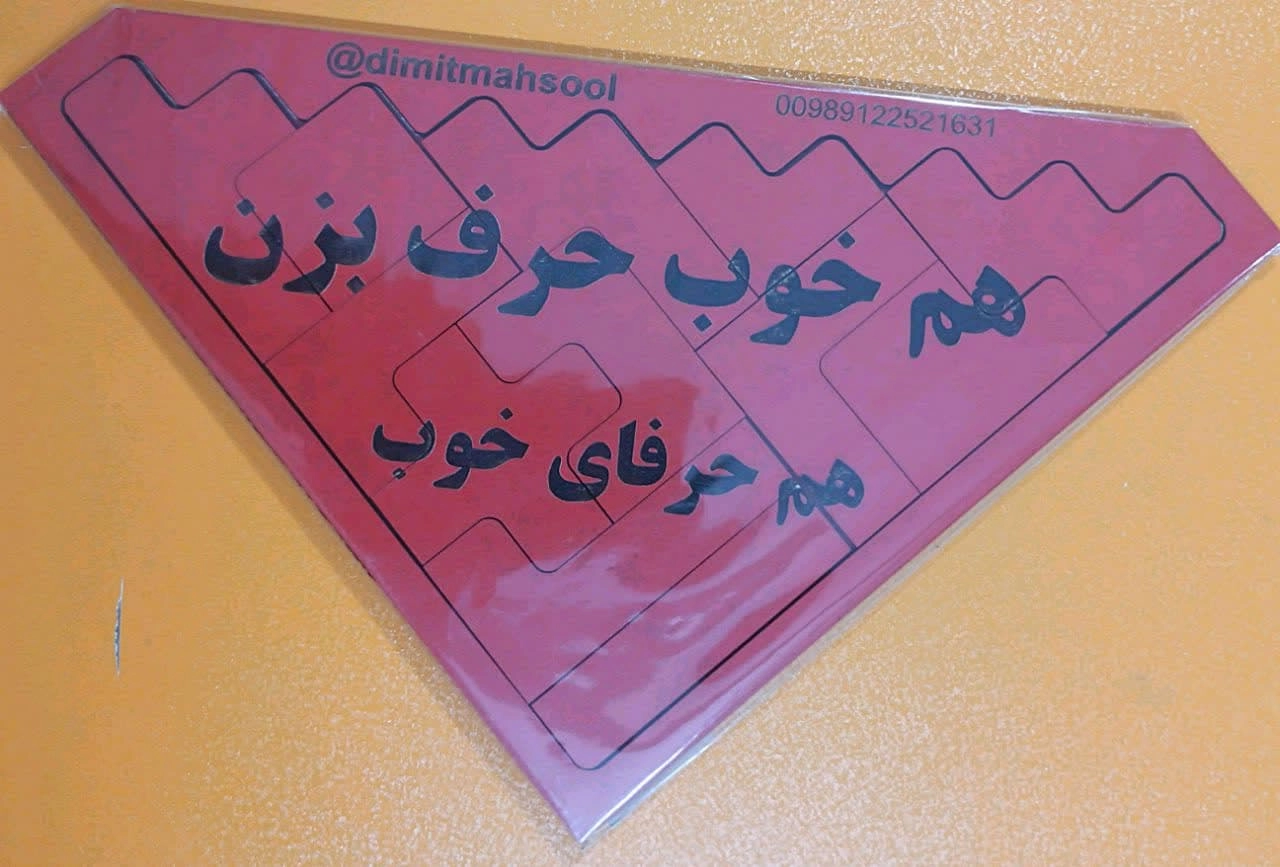 @dimitmahsool
00989122521631
هم خوب حرف بزن
هم حرفای خوب